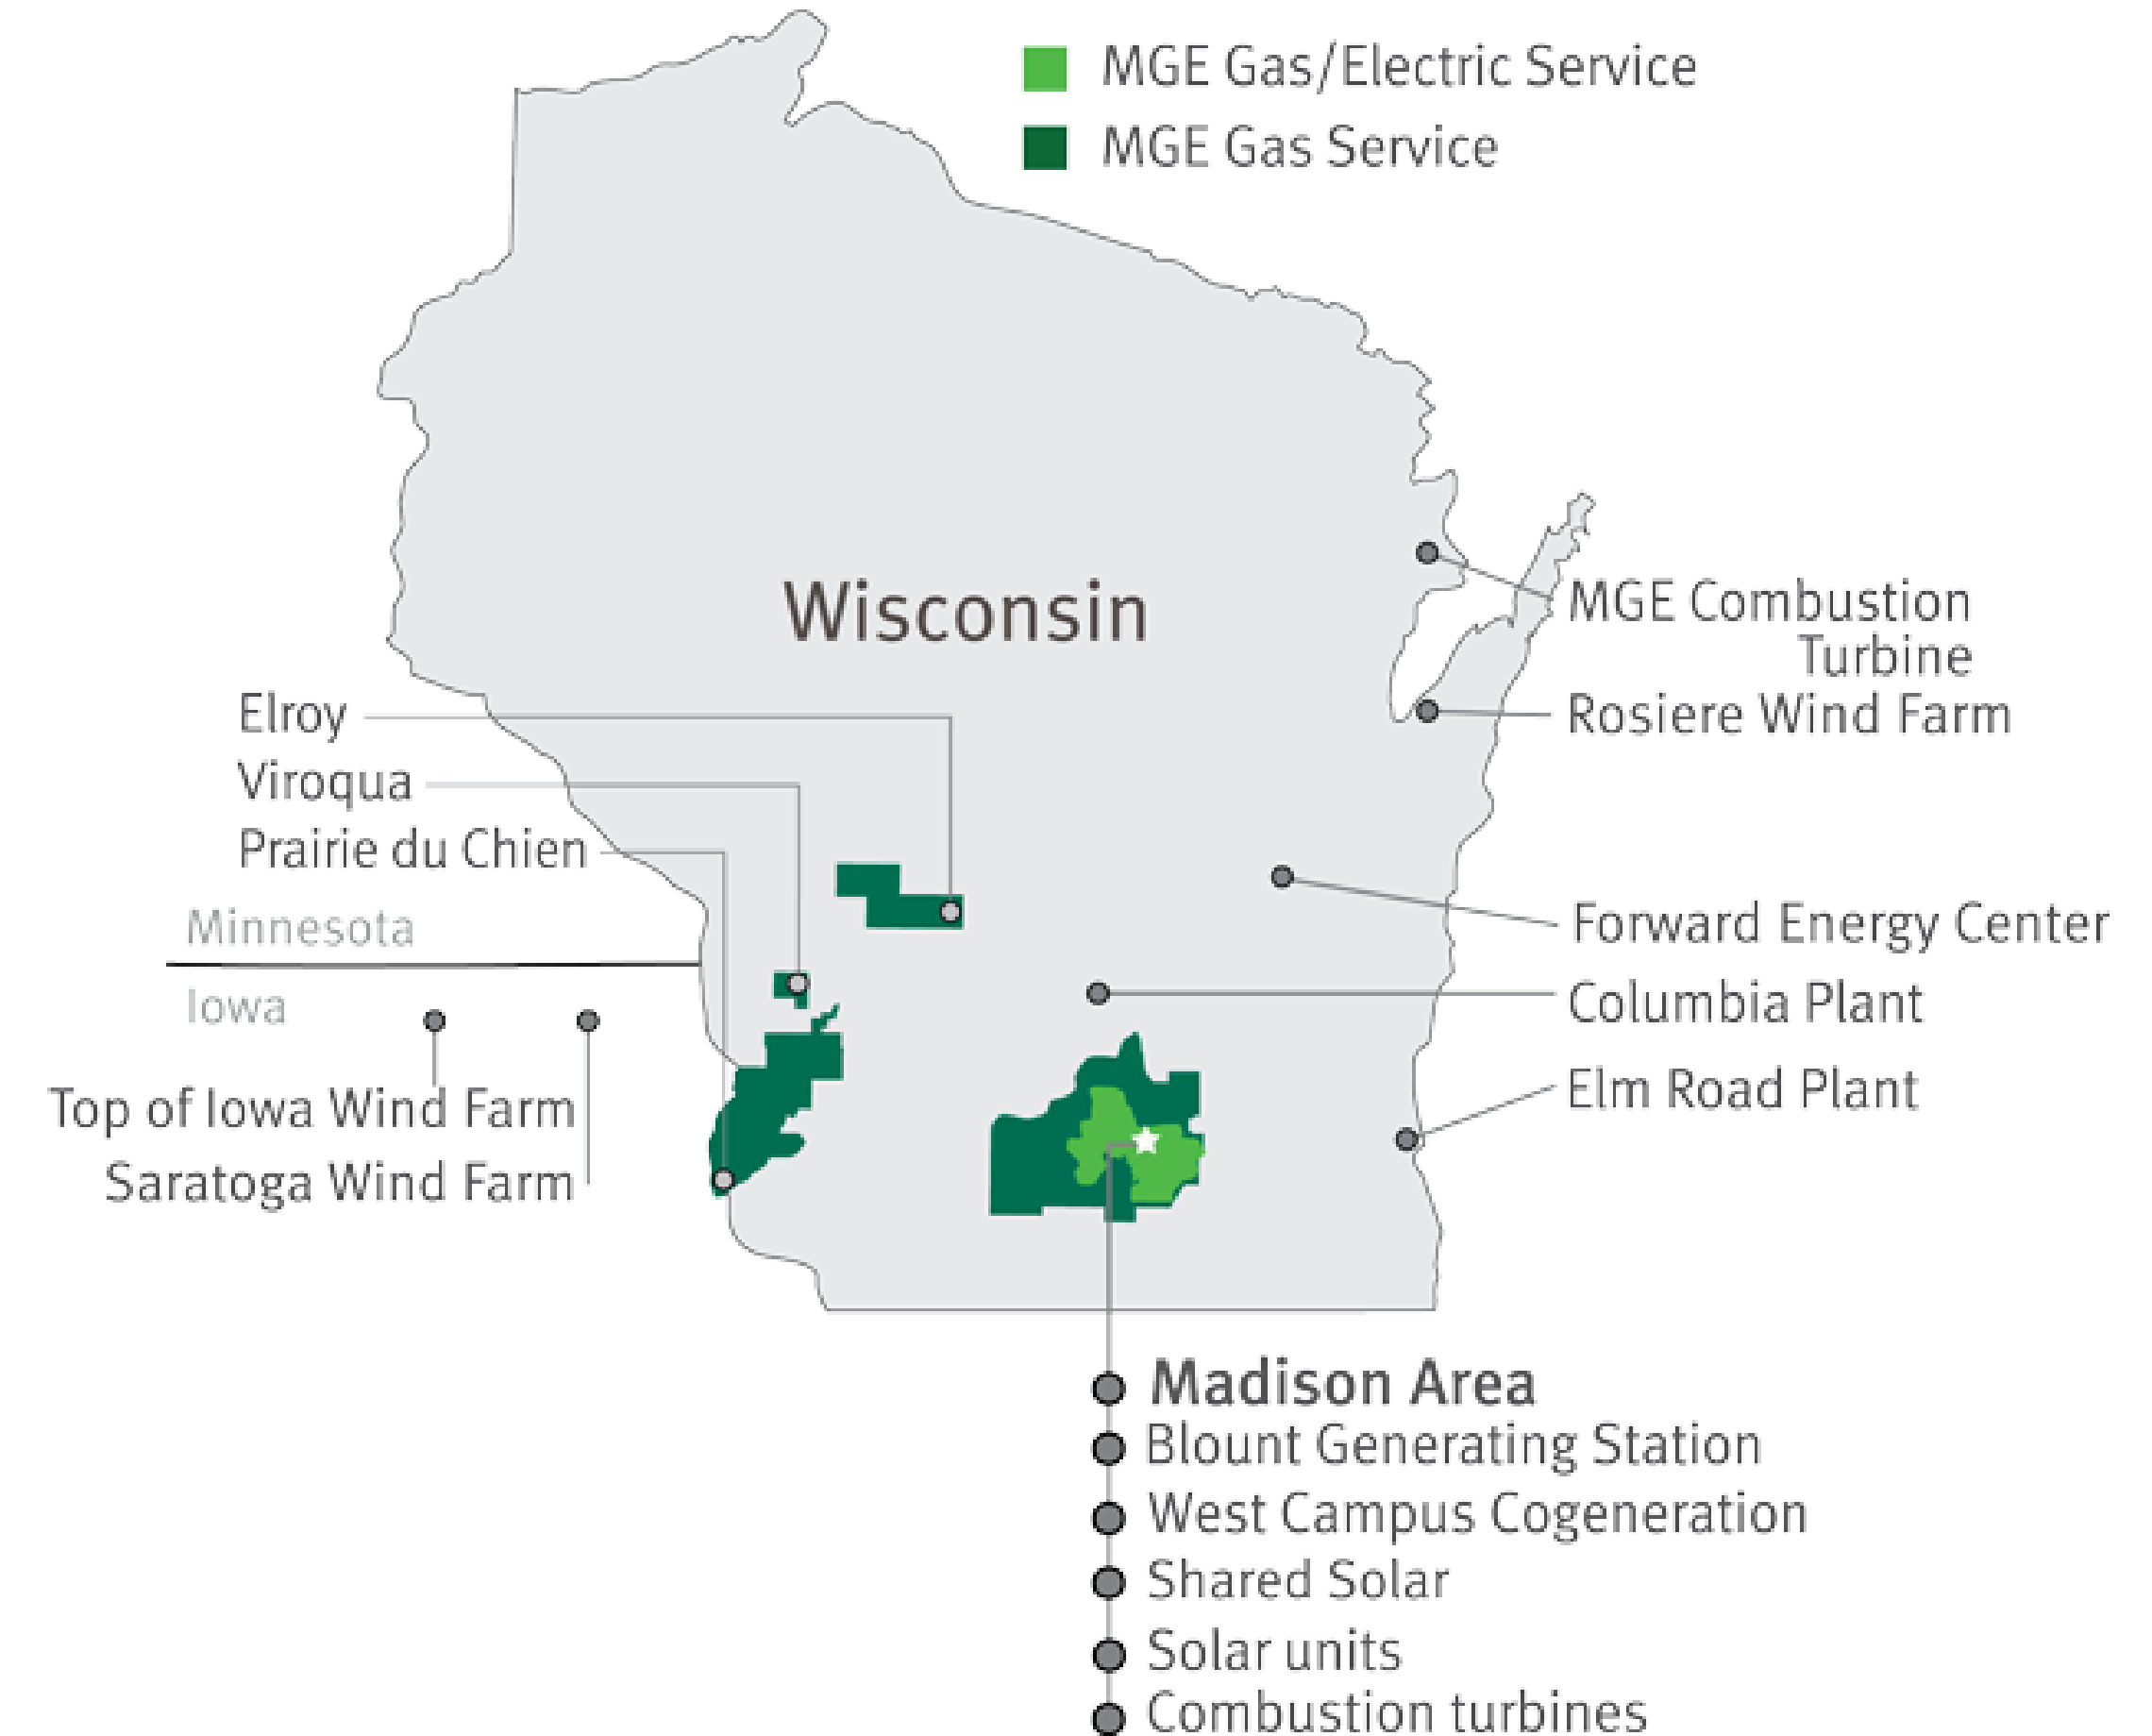 MGE Gas/Electric Service
MGE Gas Service
Wisconsin
MGE Combustion
Turbine
Rosiere Wind Farm
Elroy
Viroqua
Prairie du Chien
Minnesota
Iowa
Forward Energy Center
Columbia Plant
Elm Road Plant
Top of Iowa Wind Farm
Saratoga Wind Farm
Madison Area
Blount Generating Station
West Campus Cogeneration
Shared Solar
Solar units
Combustion turbines